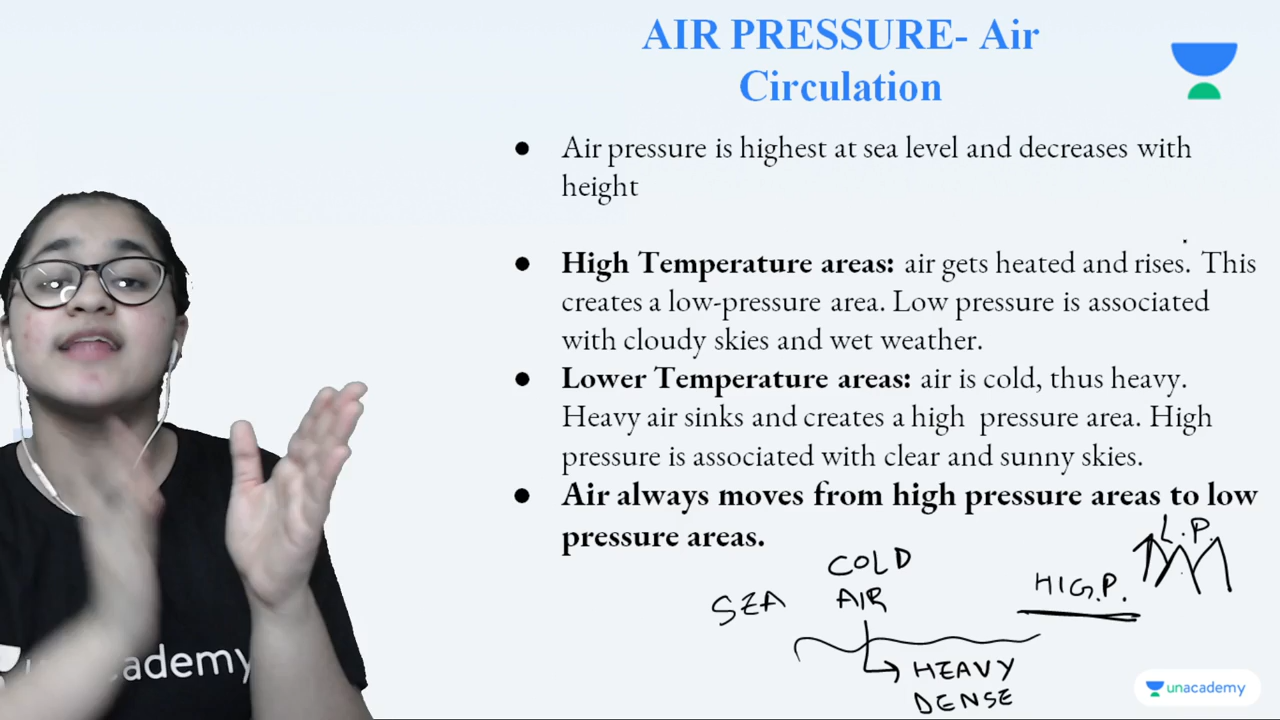 AIR PRESSURE- Air
Circulation
● Air pressure is highest at sea level and decreases with
height
● High Temperature areas: air gets heated and rises. This
creates a low-pressure area. Low pressure is associated
with cloudy skies and wet weather.
● Lower Temperature areas: air is cold, thus heavy.
Heavy air sinks and creates a high pressure area. High
pressure is associated with clear and sunny skies.
● Air always moves from high pressure areas to low
pressure areas.
L.P.
COLD
AIR
SEA
HIG.P.
HEAVY
DENSE
unacademy
unacademy